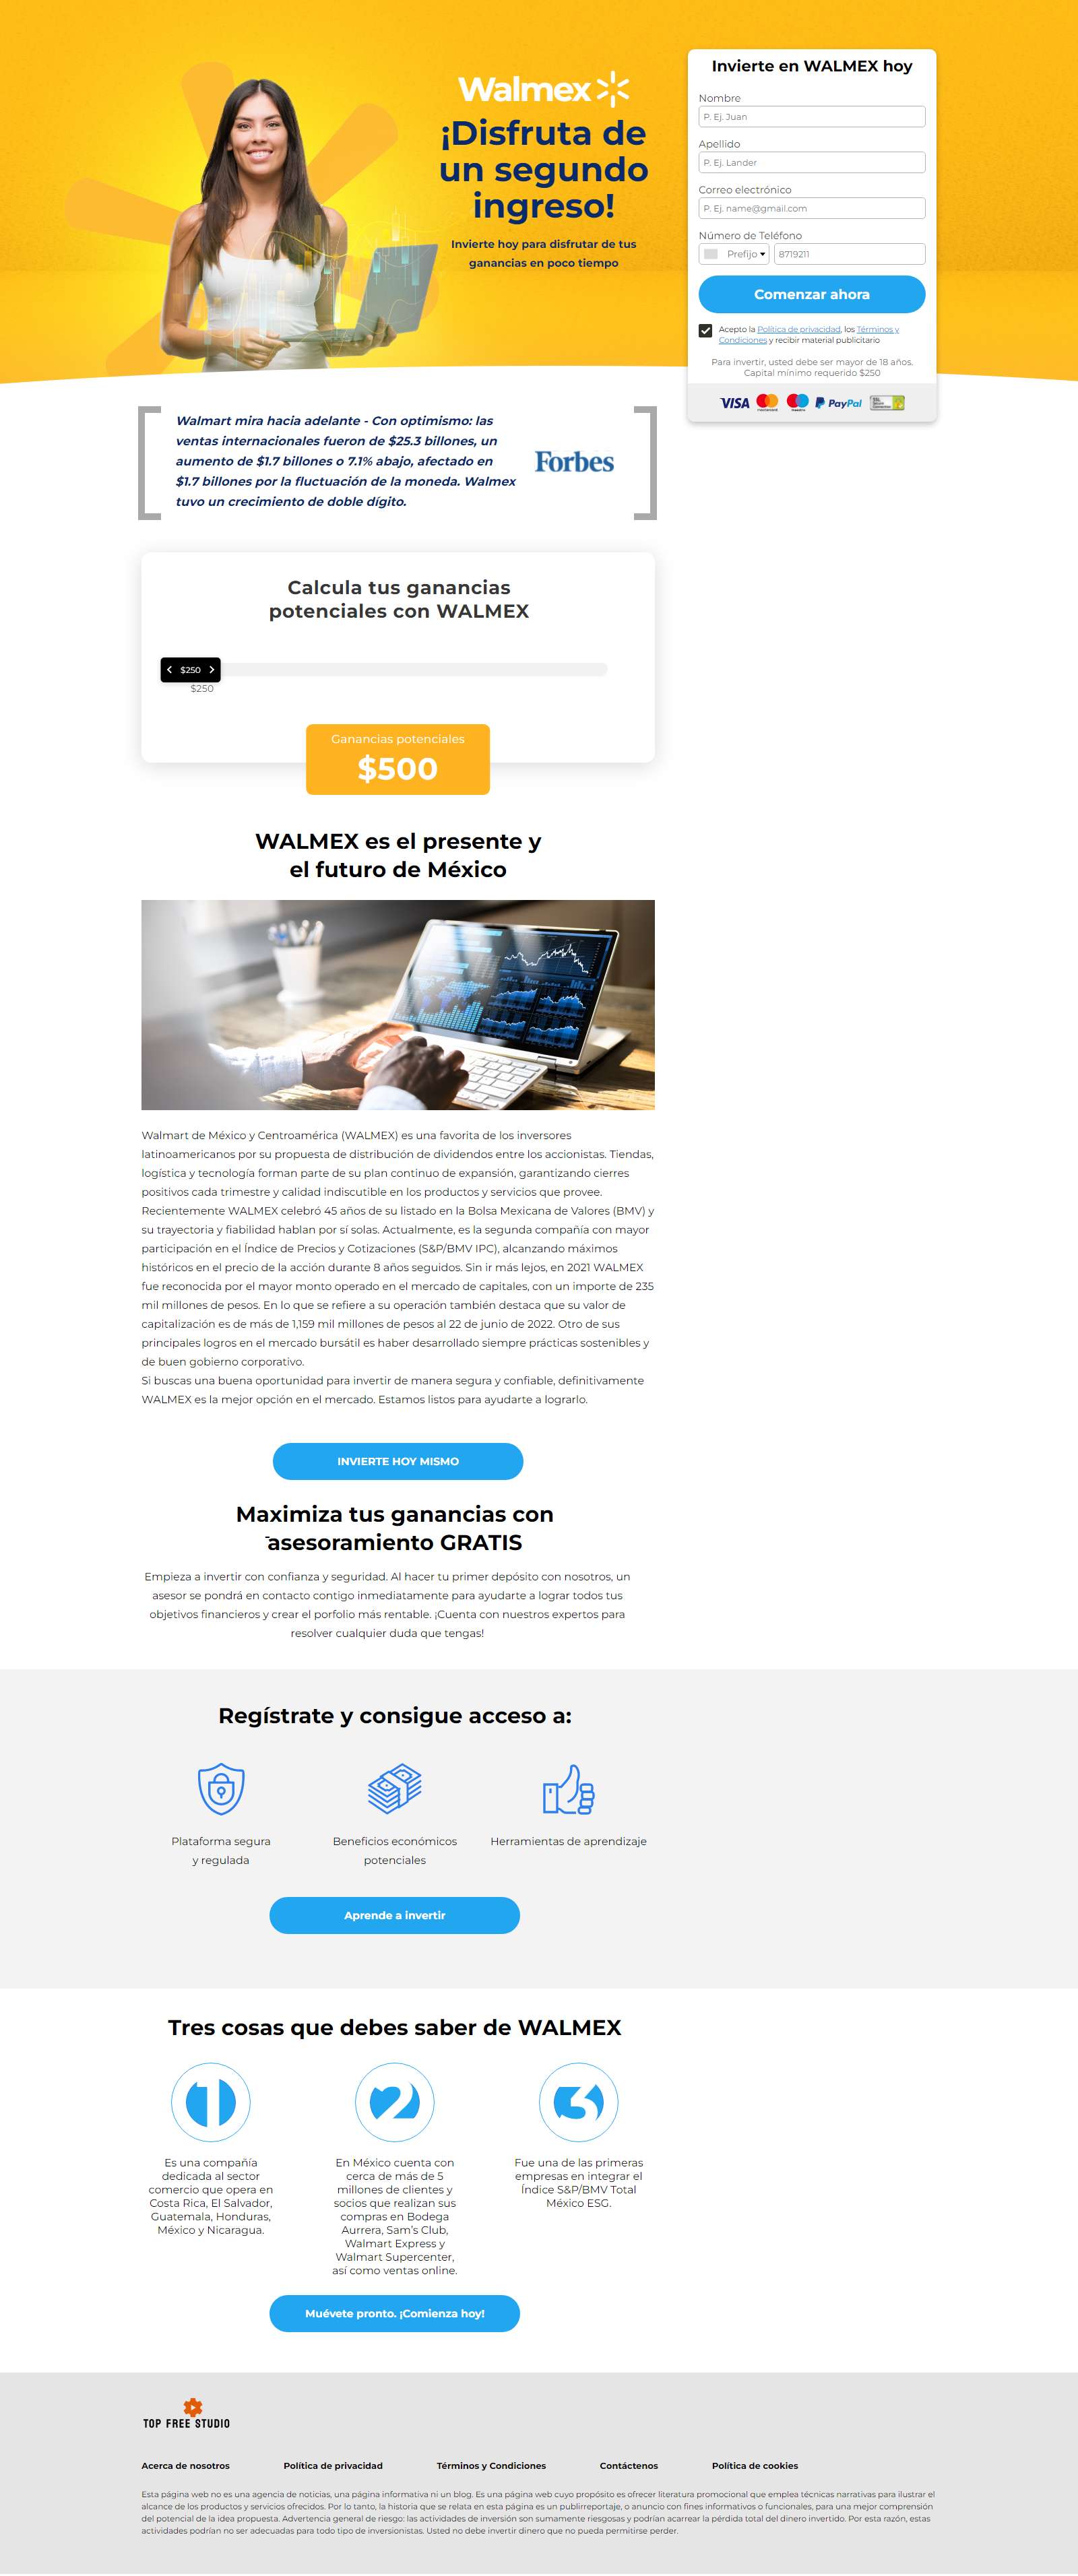 Walmex
¡Disfruta de
un segundo
ingreso!
Invierte hoy para disfrutar de tus
ganancias en poco tiempo
Invierte en WALMEX hoy
Nombre
P. Ej. Juan
Apellido
P. Ej. Lander
Correo electrónico
P. Ej. name@gmail.com
Número de Teléfono
Prefijo 8719211
Comenzar ahora
Acepto la Política de privacidad, los Términos y
Condiciones y recibir material publicitario
Para invertir, usted debe ser mayor de 18 años.
Capital mínimo requerido $250
VISA mastercard maestro PayPal
Walmart mira hacia adelante - Con optimismo: las
ventas internacionales fueron de $25.3 billones, un
aumento de $1.7 billones o 7.1% abajo, afectado en
$1.7 billones por la fluctuación de la moneda. Walmex
tuvo un crecimiento de doble dígito.
Forbes
Calcula tus ganancias
potenciales con WALMEX
$250
$250
Ganancias potenciales
$500
WALMEX es el presente y
el futuro de México
Walmart de México y Centroamérica (WALMEX) es una favorita de los inversores
latinoamericanos por su propuesta de distribución de dividendos entre los accionistas. Tiendas,
logística y tecnología forman parte de su plan continuo de expansión, garantizando cierres
positivos cada trimestre y calidad indiscutible en los productos y servicios que provee.
Recientemente WALMEX celebró 45 años de su listado en la Bolsa Mexicana de Valores (BMV) y
su trayectoria y fiabilidad hablan por sí solas. Actualmente, es la segunda compañía con mayor
participación en el Índice de Precios y Cotizaciones (S&P/BMV IPC), alcanzando máximos
históricos en el precio de la acción durante 8 años seguidos. Sin ir más lejos, en 2021 WALMEX
fue reconocida por el mayor monto operado en el mercado de capitales, con un importe de 235
mil millones de pesos. En lo que se refiere a su operación también destaca que su valor de
capitalización es de más de 1,159 mil millones de pesos al 22 de junio de 2022. Otro de sus
principales logros en el mercado bursátil es haber desarrollado siempre prácticas sostenibles y
de buen gobierno corporativo.
Si buscas una buena oportunidad para invertir de manera segura y confiable, definitivamente
WALMEX es la mejor opción en el mercado. Estamos listos para ayudarte a lograrlo.
INVIERTE HOY MISMO
Maximiza tus ganancias con
asesoramiento GRATIS
Empieza a invertir con confianza y seguridad. Al hacer tu primer depósito con nosotros, un
asesor se pondrá en contacto contigo inmediatamente para ayudarte a lograr todos tus
objetivos financieros y crear el porfolio más rentable. ¡Cuenta con nuestros expertos para
resolver cualquier duda que tengas!
Regístrate y consigue acceso a:
Plataforma segura
y regulada
Beneficios económicos
potenciales
Herramientas de aprendizaje
Aprende a invertir
Tres cosas que debes saber de WALMEX
1
Es una compañía
dedicada al sector
comercio que opera en
Costa Rica, El Salvador,
Guatemala, Honduras,
México y Nicaragua.
2
En México cuenta con
cerca de más de 5
millones de clientes y
socios que realizan sus
compras en Bodega
Aurrera, Sam's Club,
Walmart Express y
Walmart Supercenter,
así como ventas online.
3
Fue una de las primeras
empresas en integrar el
Índice S&P/BMV Total
México ESG.
Muévete pronto. ¡Comienza hoy!
TOP FREE STUDIO
Acerca de nosotros Política de privacidad Términos y Condiciones Contáctenos Política de cookies
Esta página web no es una agencia de noticias, una página informativa ni un blog. Es una página web cuyo propósito es ofrecer literatura promocional que emplea técnicas narrativas para ilustrar el
alcance de los productos y servicios ofrecidos. Por lo tanto, la historia que se relata en esta página es un publirreportaje, o anuncio con fines informativos o funcionales, para una mejor comprensión
del potencial de la idea propuesta. Advertencia general de riesgo: las actividades de inversión son sumamente riesgosas y podrían acarrear la pérdida total del dinero invertido. Por esta razón, estas
actividades podrían no ser adecuadas para todo tipo de inversionistas. Usted no debe invertir dinero que no pueda permitirse perder.